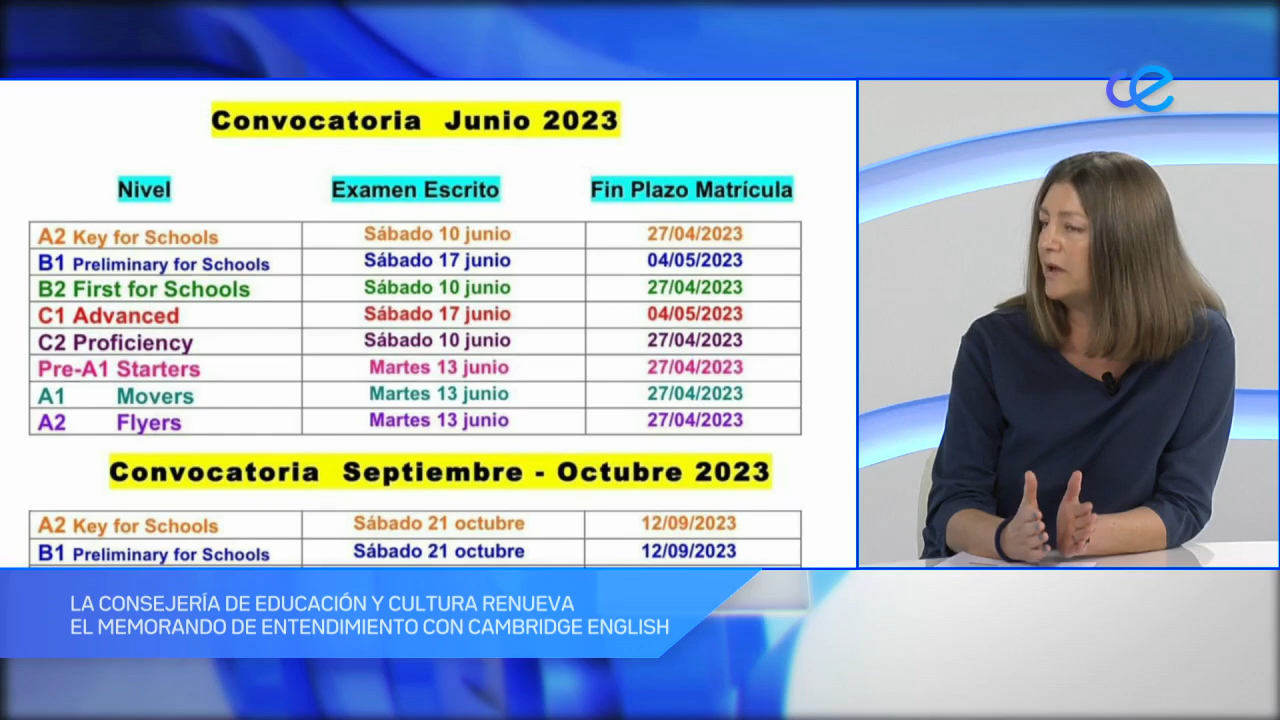 Convocatoria Junio 2023
Nivel Examen Escrito Fin Plazo Matrícula
A2 Key for Schools Sábado 10 junio 27/04/2023
B1 Preliminary for Schools Sábado 17 junio 04/05/2023
B2 First for Schools Sábado 10 junio 27/04/2023
C1 Advanced Sábado 17 junio 04/05/2023
C2 Proficiency Sábado 10 junio 27/04/2023
Pre-A1 Starters Martes 13 junio 27/04/2023
A1 Movers Martes 13 junio 27/04/2023
A2 Flyers Martes 13 junio 27/04/2023
Convocatoria Septiembre - Octubre 2023
A2 Key for Schools Sábado 21 octubre 12/09/2023
B1 Preliminary for Schools Sábado 21 octubre 12/09/2023
LA CONSEJERÍA DE EDUCACIÓN Y CULTURA RENUEVA
EL MEMORANDO DE ENTENDIMIENTO CON CAMBRIDGE ENGLISH
ce